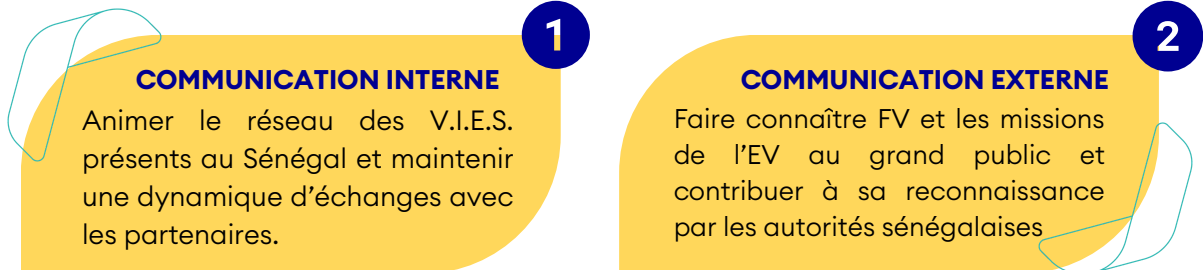 1
COMMUNICATION INTERNE
Animer le réseau des V.I.E.S.
présents au Sénégal et maintenir
une dynamique d’échanges avec
les partenaires.
2
COMMUNICATION EXTERNE
Faire connaître FV et les missions
de l’EV au grand public et
contribuer à sa reconnaissance
par les autorités sénégalaises